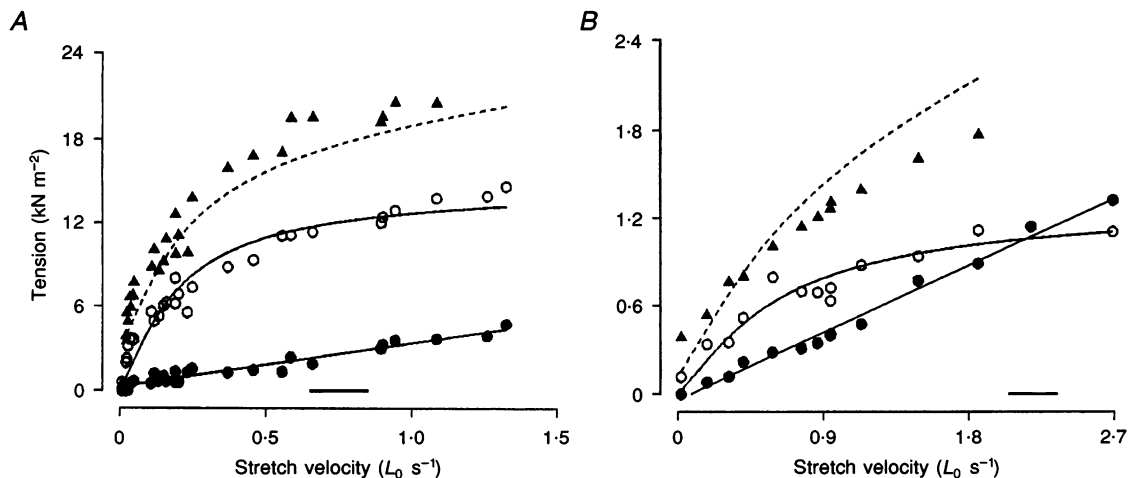 A
B
24
18
12
6
0
Tension (kN m⁻²)
0 0·5 1·0 1·5
Stretch velocity (L₀ s⁻¹)
2·4
1·8
1·2
0·6
0
0 0·9 1·8 2·7
Stretch velocity (L₀ s⁻¹)